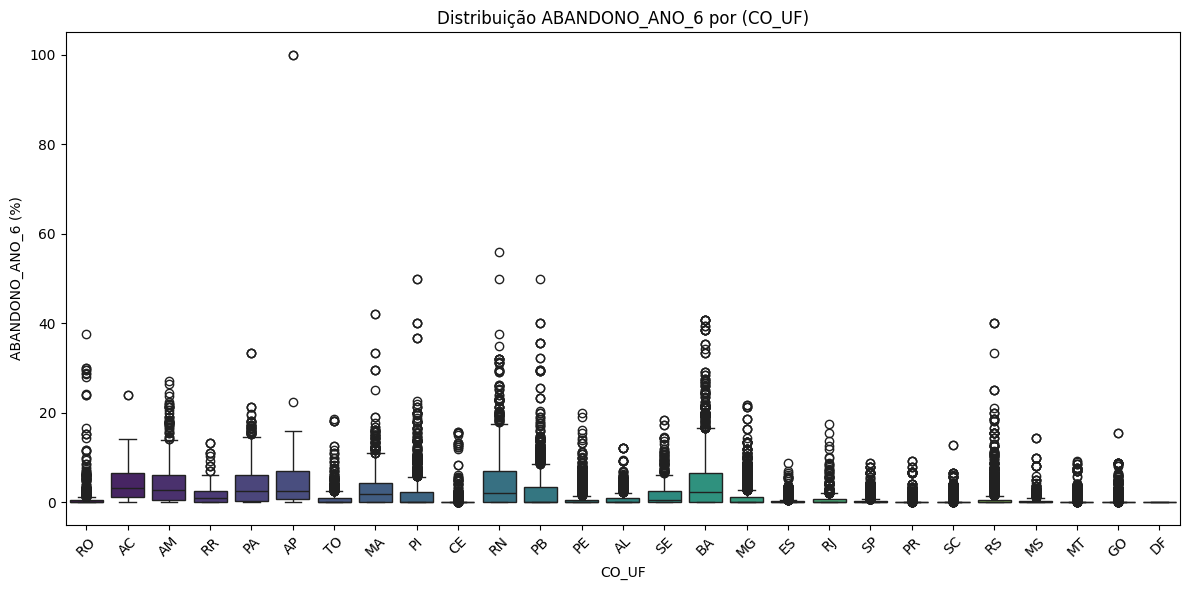 Distribuição ABANDONO_ANO_6 por (CO_UF)
ABANDONO_ANO_6 (%)
100
80
60
40
20
0
RO AC AM RR PA AP TO MA PI CE RN PB PE AL SE BA MG ES RJ SP PR SC RS MS MT GO DF
CO_UF